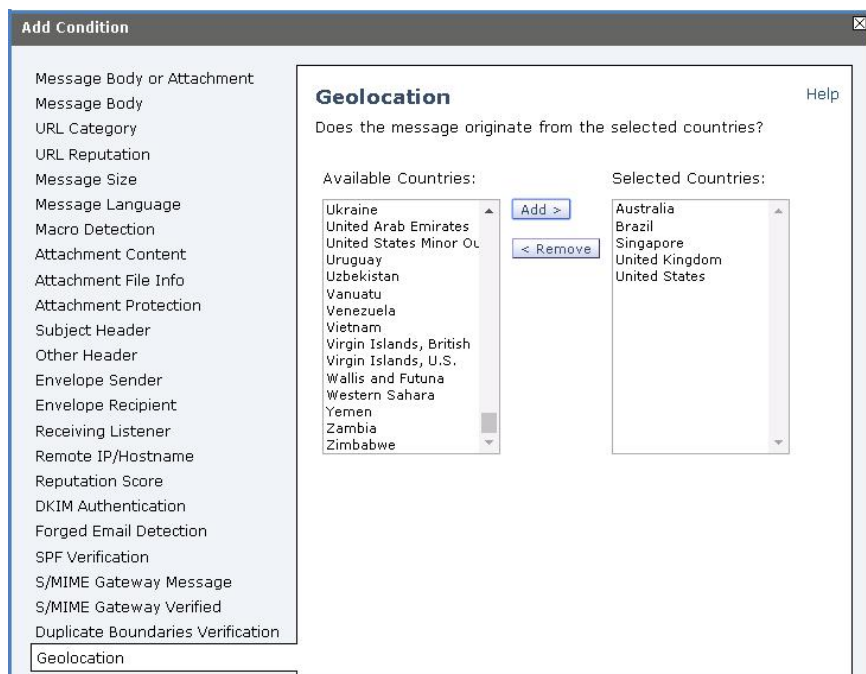 Add Condition
Message Body or Attachment
Message Body
URL Category
URL Reputation
Message Size
Message Language
Macro Detection
Attachment Content
Attachment File Info
Attachment Protection
Subject Header
Other Header
Envelope Sender
Envelope Recipient
Receiving Listener
Remote IP/Hostname
Reputation Score
DKIM Authentication
Forged Email Detection
SPF Verification
S/MIME Gateway Message
S/MIME Gateway Verified
Duplicate Boundaries Verification
Geolocation
Geolocation
Help
Does the message originate from the selected countries?
Available Countries:
Ukraine
United Arab Emirates
United States Minor Ou
Uruguay
Uzbekistan
Vanuatu
Venezuela
Vietnam
Virgin Islands, British
Virgin Islands, U.S.
Wallis and Futuna
Western Sahara
Yemen
Zambia
Zimbabwe
Add >
< Remove
Selected Countries:
Australia
Brazil
Singapore
United Kingdom
United States